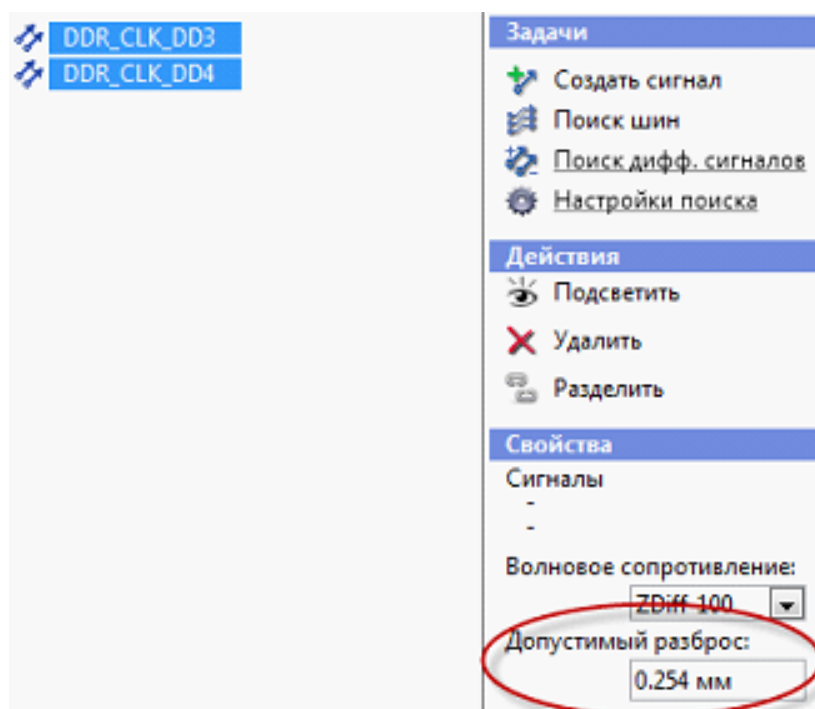 DDR_CLK_DD3
DDR_CLK_DD4
Задачи
Создать сигнал
Поиск шин
Поиск дифф. сигналов
Настройки поиска
Действия
Подсветить
Удалить
Разделить
Свойства
Сигналы
-
-
Волновое сопротивление:
ZDiff-100
Допустимый разброс:
0.254 мм